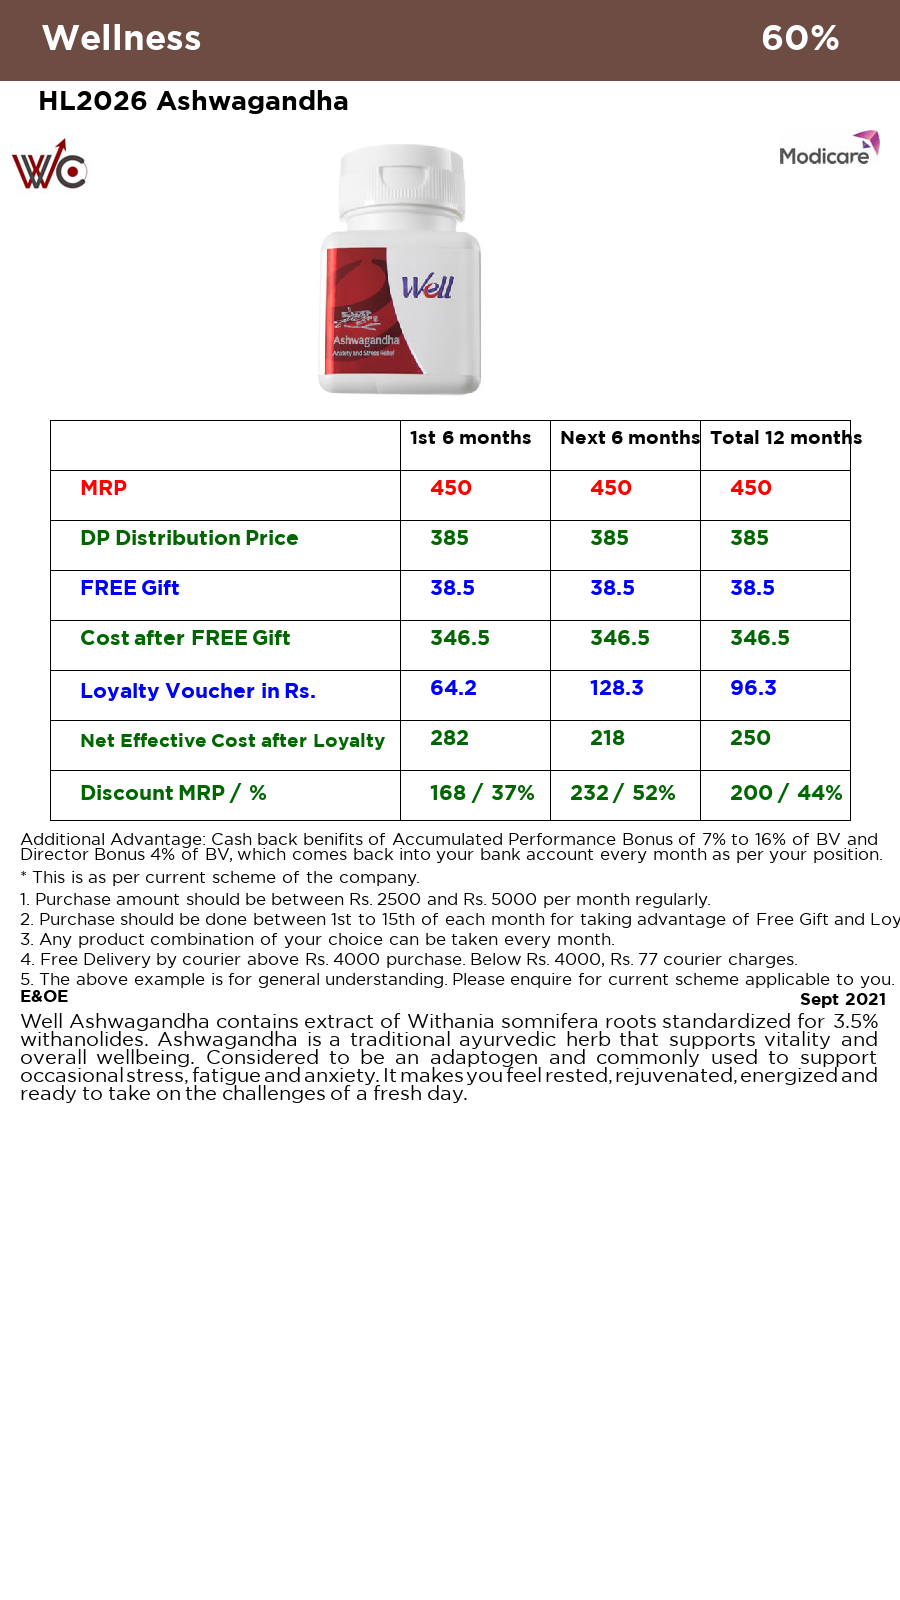 Wellness 60%
HL2026 Ashwagandha
WC
Modicare
Well
Ashwagandha
Anxiety and Stress Relief
1st 6 months Next 6 months Total 12 months
MRP 450 450 450
DP Distribution Price 385 385 385
FREE Gift 38.5 38.5 38.5
Cost after FREE Gift 346.5 346.5 346.5
Loyalty Voucher in Rs. 64.2 128.3 96.3
Net Effective Cost after Loyalty 282 218 250
Discount MRP / % 168 / 37% 232 / 52% 200 / 44%
Additional Advantage: Cash back benifits of Accumulated Performance Bonus of 7% to 16% of BV and
Director Bonus 4% of BV, which comes back into your bank account every month as per your position.
* This is as per current scheme of the company.
1. Purchase amount should be between Rs. 2500 and Rs. 5000 per month regularly.
2. Purchase should be done between 1st to 15th of each month for taking advantage of Free Gift and Loy
3. Any product combination of your choice can be taken every month.
4. Free Delivery by courier above Rs. 4000 purchase. Below Rs. 4000, Rs. 77 courier charges.
5. The above example is for general understanding. Please enquire for current scheme applicable to you.
E&OE
Sept 2021
Well Ashwagandha contains extract of Withania somnifera roots standardized for 3.5%
withanolides. Ashwagandha is a traditional ayurvedic herb that supports vitality and
overall wellbeing. Considered to be an adaptogen and commonly used to support
occasional stress, fatigue and anxiety. It makes you feel rested, rejuvenated, energized and
ready to take on the challenges of a fresh day.